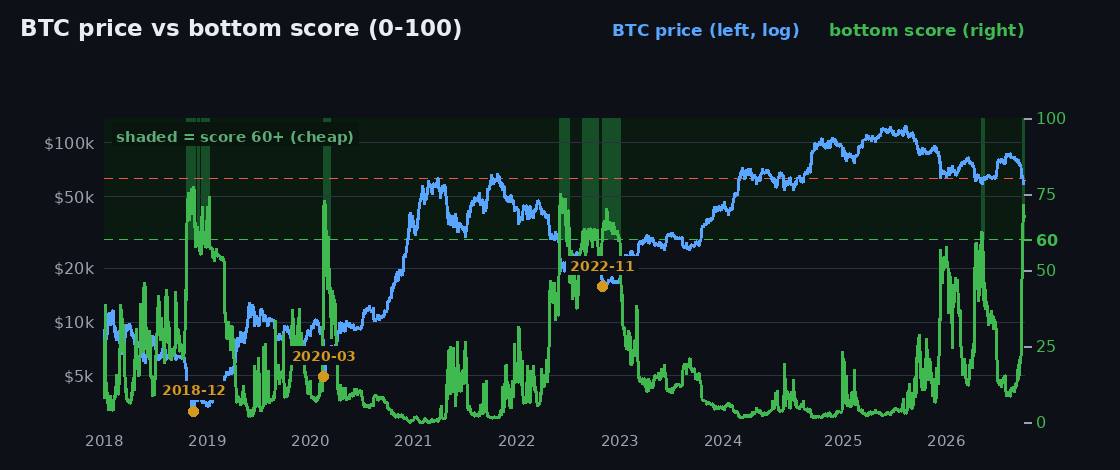 BTC price vs bottom score (0-100)
BTC price (left, log) bottom score (right)
shaded = score 60+ (cheap)
$100k
$50k
$20k
$10k
$5k
100
75
60
50
25
0
2022-11
2020-03
2018-12
2018 2019 2020 2021 2022 2023 2024 2025 2026